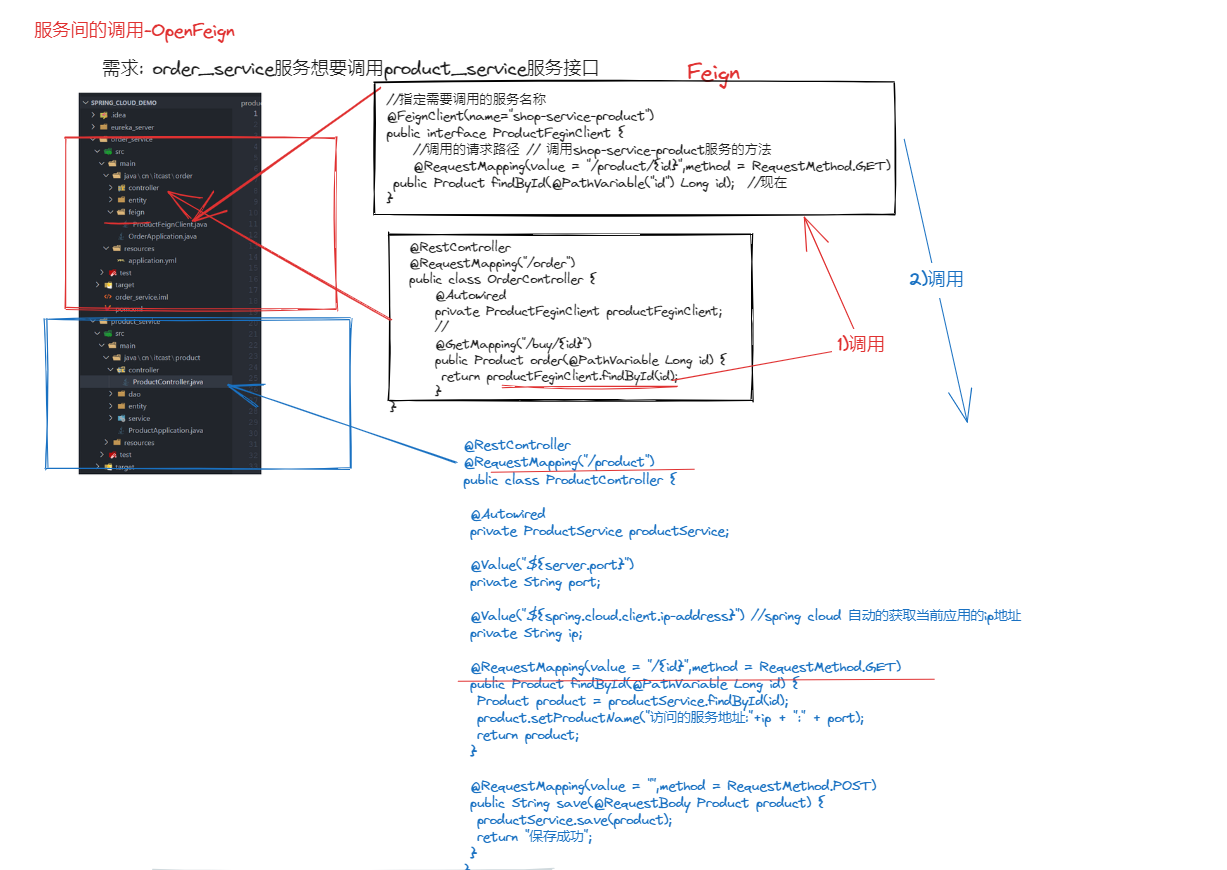 服务间的调用-OpenFeign
需求: order_service服务想要调用product_service服务接口
Feign
SPRING_CLOUD_DEMO
.idea
eureka_server
order_service
src
main
java \ cn \ itcast \ order
controller
entity
feign
ProductFeignClient.java
OrderApplication.java
resources
application.yml
test
target
order_service.iml
pom.xml
product_service
src
main
java \ cn \ itcast \ product
controller
ProductController.java
dao
entity
service
ProductApplication.java
resources
test
target
produ
1
//指定需要调用的服务名称
@FeignClient(name="shop-service-product")
public interface ProductFeginClient {
//调用的请求路径 // 调用shop-service-product服务的方法
@RequestMapping(value = "/product/{id}",method = RequestMethod.GET)
public Product findById(@PathVariable("id") Long id); //现在
}
@RestController
@RequestMapping("/order")
public class OrderController {
@Autowired
private ProductFeginClient productFeginClient;
//
@GetMapping("/buy/{id}")
public Product order(@PathVariable Long id) {
return productFeginClient.findById(id);
}
}
1)调用
2)调用
@RestController
@RequestMapping("/product")
public class ProductController {
@Autowired
private ProductService productService;
@Value("${server.port}")
private String port;
@Value("${spring.cloud.client.ip-address}") //spring cloud 自动的获取当前应用的ip地址
private String ip;
@RequestMapping(value = "/{id}",method = RequestMethod.GET)
public Product findById(@PathVariable Long id) {
Product product = productService.findById(id);
product.setProductName("访问的服务地址:"+ip + ":" + port);
return product;
}
@RequestMapping(value = "",method = RequestMethod.POST)
public String save(@RequestBody Product product) {
productService.save(product);
return "保存成功";
}
}